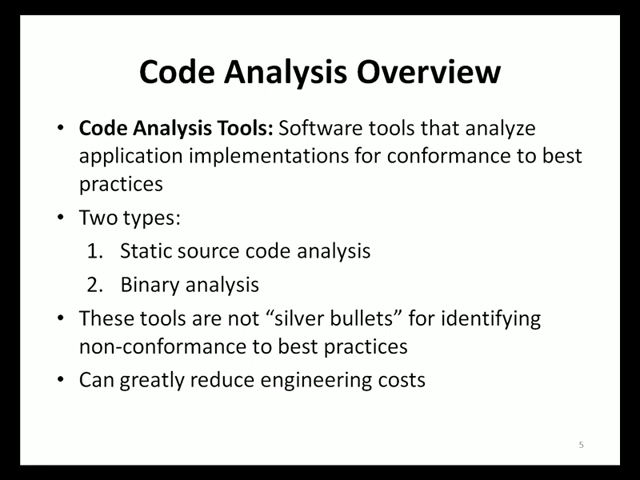 Code Analysis Overview
• Code Analysis Tools: Software tools that analyze
application implementations for conformance to best
practices
• Two types:
1. Static source code analysis
2. Binary analysis
• These tools are not “silver bullets” for identifying
non-conformance to best practices
• Can greatly reduce engineering costs
5